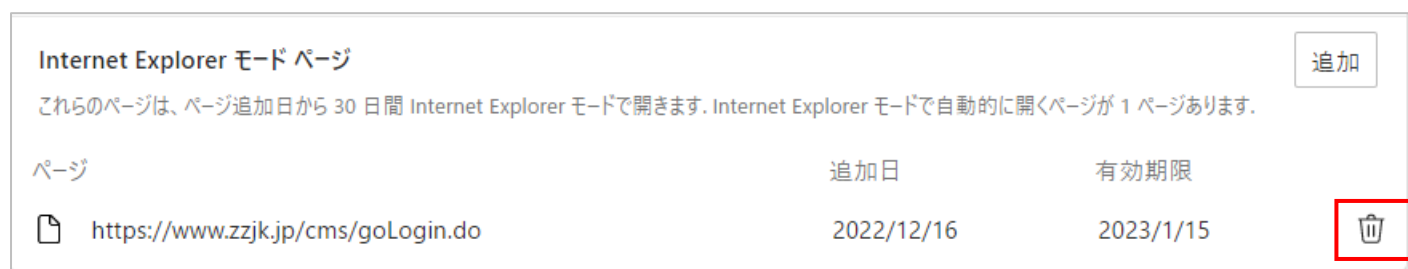 Internet Explorer モード ページ
追加
これらのページは、ページ追加日から 30 日間 Internet Explorer モードで開きます. Internet Explorer モードで自動的に開くページが 1 ページあります.
ページ 追加日 有効期限
https://www.zzjk.jp/cms/goLogin.do 2022/12/16 2023/1/15